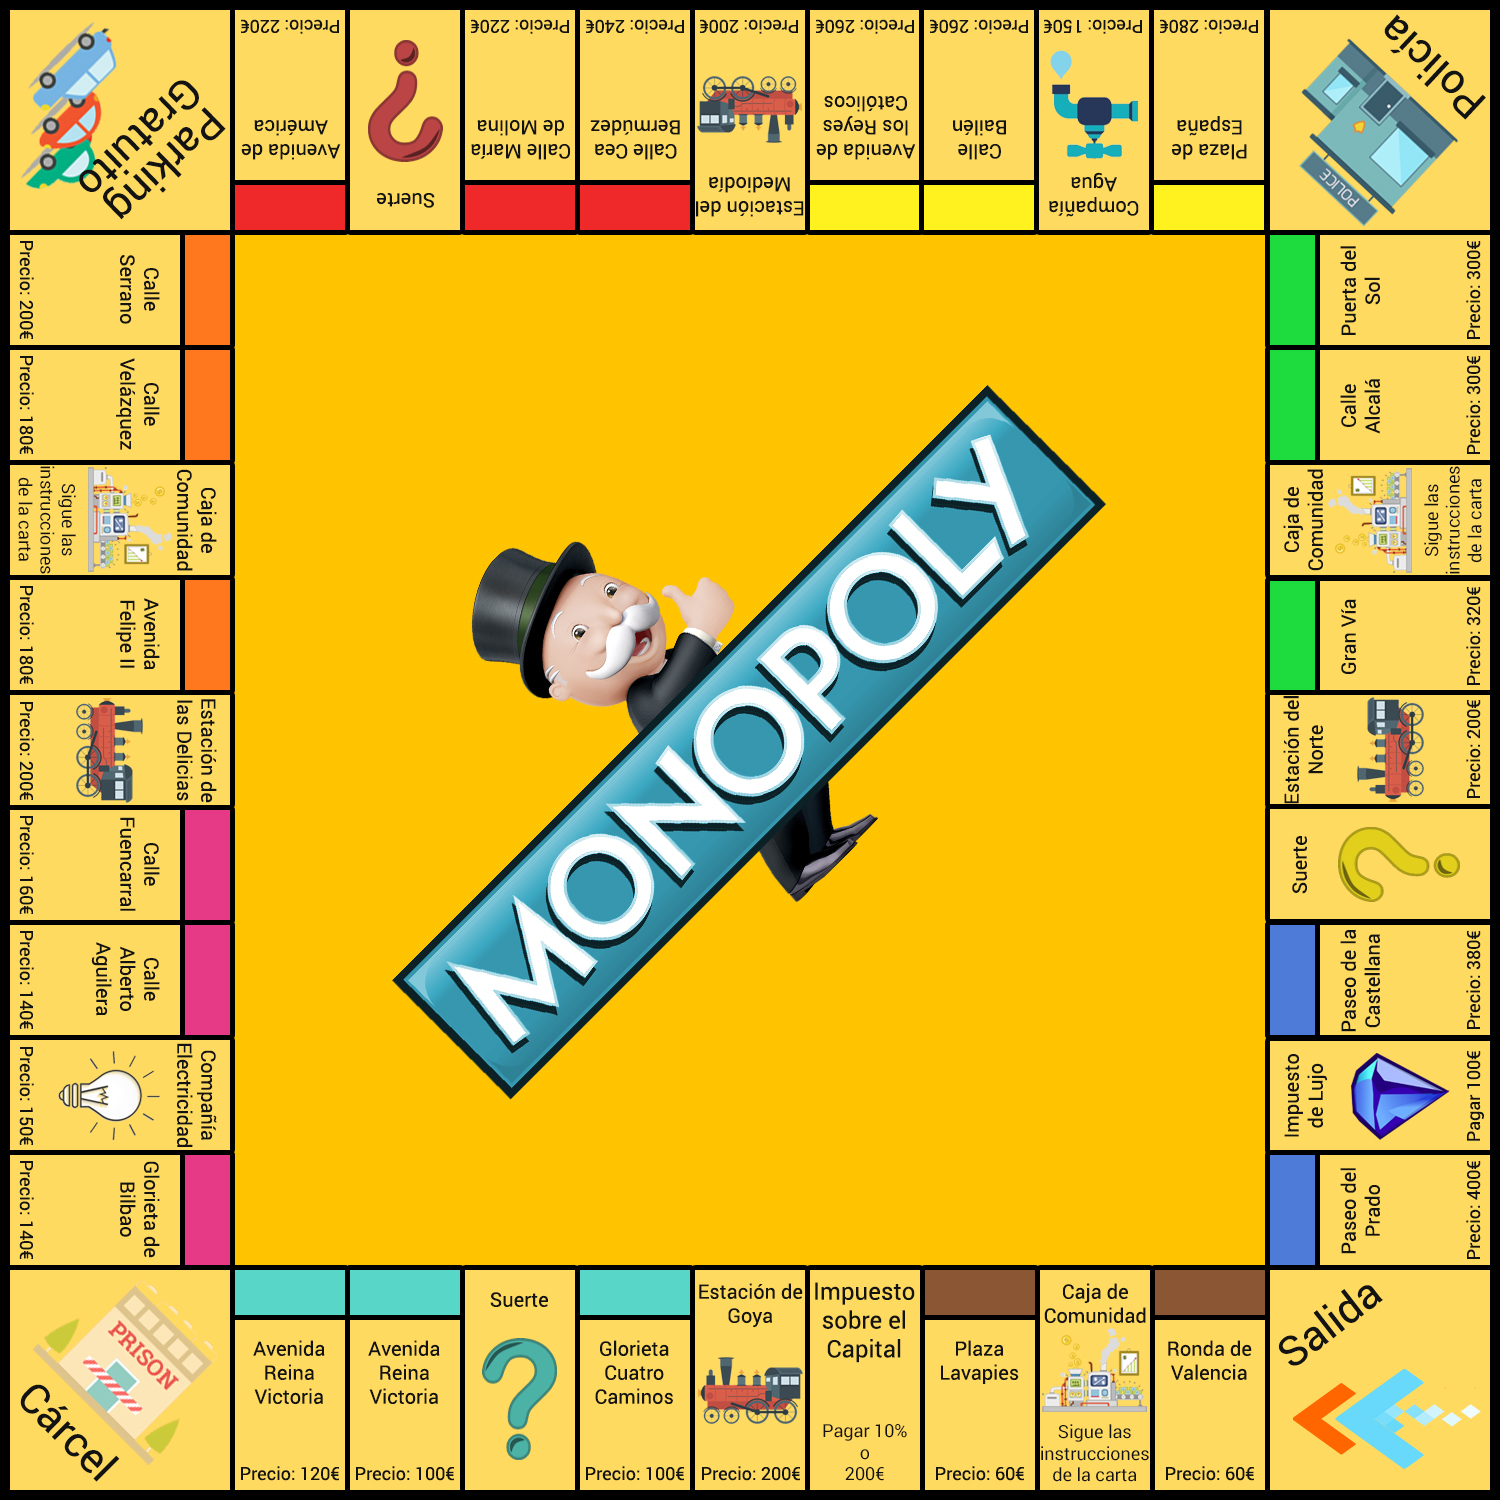 Parking
Gratuito
Avenida de
América
Precio: 220€
Suerte
Calle María
de Molina
Precio: 220€
Calle Cea
Bermúdez
Precio: 240€
Estación del
Mediodía
Precio: 200€
Avenida de
los Reyes
Católicos
Precio: 260€
Calle
Bailén
Precio: 260€
Compañía
Agua
Precio: 150€
Plaza de
España
Precio: 280€
Policía
POLICE
Calle
Serrano
Precio: 200€
Calle
Velázquez
Precio: 180€
Caja de
Comunidad
Sigue las
instrucciones
de la carta
Avenida
Felipe II
Precio: 180€
Estación de
las Delicias
Precio: 200€
Calle
Fuencarral
Precio: 160€
Calle
Alberto
Aguilera
Precio: 140€
Compañía
Electricidad
Precio: 150€
Glorieta de
Bilbao
Precio: 140€
MONOPOLY
Puerta del
Sol
Precio: 300€
Calle
Alcalá
Precio: 300€
Caja de
Comunidad
Sigue las
instrucciones
de la carta
Gran Vía
Precio: 320€
Estación del
Norte
Precio: 200€
Suerte
Paseo de la
Castellana
Precio: 380€
Impuesto
de Lujo
Pagar 100€
Paseo del
Prado
Precio: 400€
PRISON
Cárcel
Avenida
Reina
Victoria
Precio: 120€
Avenida
Reina
Victoria
Precio: 100€
Suerte
Glorieta
Cuatro
Caminos
Precio: 100€
Estación de
Goya
Precio: 200€
Impuesto
sobre el
Capital
Pagar 10%
o
200€
Plaza
Lavapies
Precio: 60€
Caja de
Comunidad
Sigue las
instrucciones
de la carta
Ronda de
Valencia
Precio: 60€
Salida